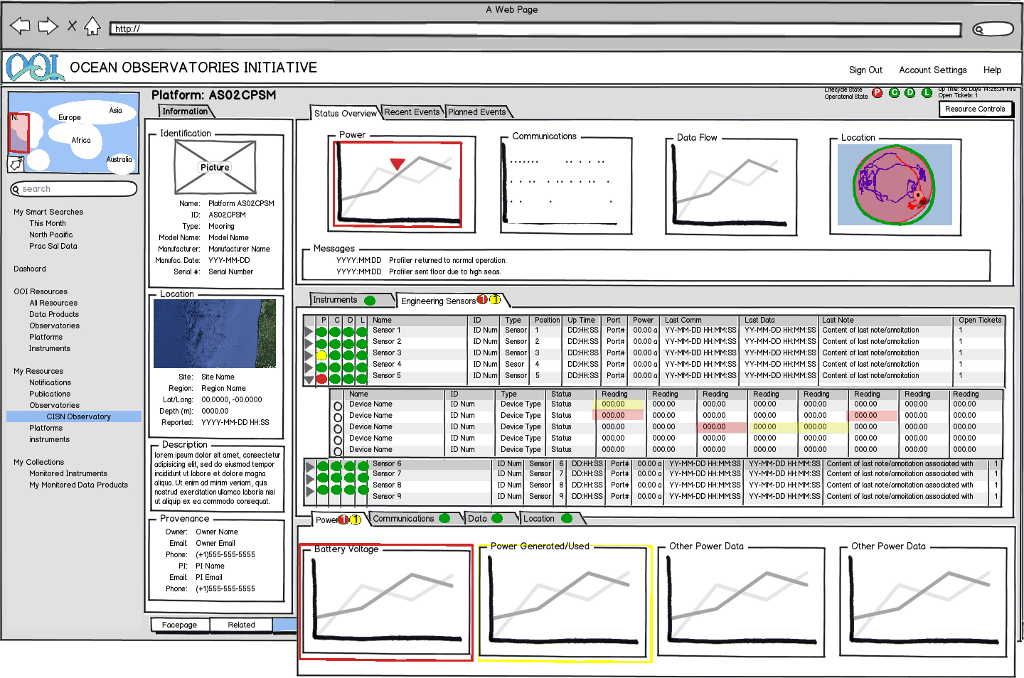 A Web Page
http://
OOI OCEAN OBSERVATORIES INITIATIVE
Sign Out Account Settings Help
Platform: AS02CPSM
Lifecycle State
Operational State
P C D L
Open Tickets: 1
Resource Controls
N.
Europe
Asia
Africa
Australia
S
search
My Smart Searches
This Month
North Pacific
Prac Sal Data
Dashoard
OOI Resources
All Resources
Data Products
Observatories
Platforms
Instruments
My Resources
Notifications
Publications
Observatories
CISN Observatory
Platforms
instruments
My Collections
Monitored Instruments
My Monitored Data Products
Information
Identification
Picture
Name: Platform AS02CPSM
ID: AS02CPSM
Type: Mooring
Model Name: Model Name
Manufacturer: Manufacturer Name
Manufac. Date: YYY-MM-DD
Serial #: Serial Number
Location
Site: Site Name
Region: Region Name
Lat/Long: 00.0000, -00.0000
Depth (m): 0000.00
Reported: YYYY-MM-DD HH:SS
Description
lorem ipsum dolor sit amet, consectetur
adipisicing elit, sed do eiusmod tempor
incididunt ut labore et dolore magna
aliqua. Ut enim ad minim veniam, quis
nostrud exercitation ullamco laboris nisi
ut aliquip ex ea commodo consequat.
Provenance
Owner: Owner Name
Email: Owner Email
Phone: (+1)555-555-5555
PI: PI Name
Email: PI Email
Phone: (+1)555-555-5555
Facepage Related
Status Overview Recent Events Planned Events
Power Communications Data Flow Location
Messages
YYYY:MM:DD Profiler returned to normal operation.
YYYY:MM:DD Profiler sent floor due to high seas.
Instruments Engineering Sensors 1 1
P C D L Name ID Type Position Up Time Port Power Last Comm Last Data Last Note Open Tickets
Sensor 1 ID Num Sensor 1 DD:HH:SS Port# 00.00 a YY-MM-DD HH:MM:SS YY-MM-DD HH:MM:SS Content of last note/annoitation 1
Sensor 2 ID Num Sensor 2 DD:HH:SS Port# 00.00 a YY-MM-DD HH:MM:SS YY-MM-DD HH:MM:SS Content of last note/annoitation 1
Sensor 3 ID Num Sensor 3 DD:HH:SS Port# 00.00 a YY-MM-DD HH:MM:SS YY-MM-DD HH:MM:SS Content of last note/annoitation 1
Sensor 4 ID Num Sensor 4 DD:HH:SS Port# 00.00 a YY-MM-DD HH:MM:SS YY-MM-DD HH:MM:SS Content of last note/annoitation 1
Sensor 5 ID Num Sensor 5 DD:HH:SS Port# 00.00 a YY-MM-DD HH:MM:SS YY-MM-DD HH:MM:SS Content of last note/annoitation 1
Name ID Type Status Reading Reading Reading Reading Reading Reading Reading Reading
Device Name ID Num Device Type Status 000.00 000.00 000.00 000.00 000.00 000.00 000.00 000.00
Device Name ID Num Device Type Status 000.00 000.00 000.00 000.00 000.00 000.00 000.00 000.00
Device Name ID Num Device Type Status 000.00 000.00 000.00 000.00 000.00 000.00 000.00 000.00
Device Name ID Num Device Type Status 000.00 000.00 000.00 000.00 000.00 000.00 000.00 000.00
Device Name ID Num Device Type Status 000.00 000.00 000.00 000.00 000.00 000.00 000.00 000.00
Sensor 6 ID Num Sensor 6 DD:HH:SS Port# 00.00 a YY-MM-DD HH:MM:SS YY-MM-DD HH:MM:SS Content of last note/annoitation associated with 1
Sensor 7 ID Num Sensor 7 DD:HH:SS Port# 00.00 a YY-MM-DD HH:MM:SS YY-MM-DD HH:MM:SS Content of last note/annoitation associated with 1
Sensor 8 ID Num Sensor 8 DD:HH:SS Port# 00.00 a YY-MM-DD HH:MM:SS YY-MM-DD HH:MM:SS Content of last note/annoitation associated with 1
Sensor 9 ID Num Sensor 9 DD:HH:SS Port# 00.00 a YY-MM-DD HH:MM:SS YY-MM-DD HH:MM:SS Content of last note/annoitation associated with 1
Power 1 1 Communications Data Location
Battery Voltage Power Generated/Used Other Power Data Other Power Data